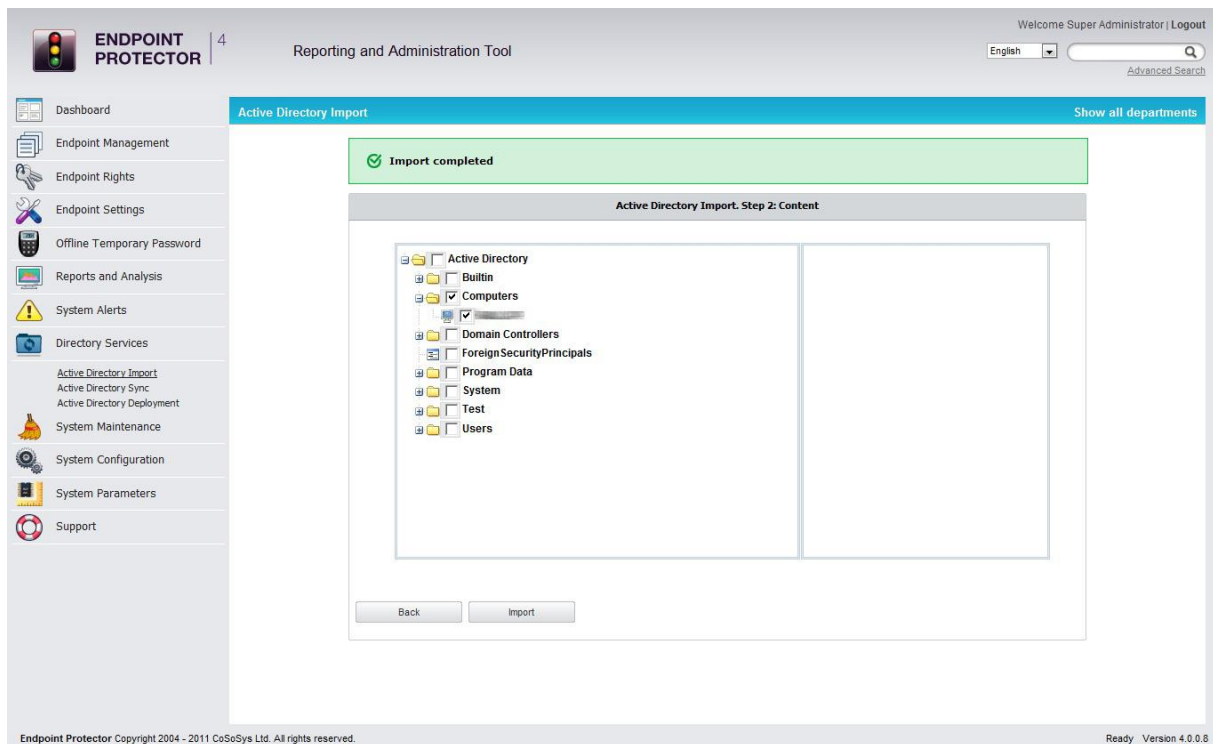 Welcome Super Administrator | Logout
ENDPOINT PROTECTOR 4
Reporting and Administration Tool
English
Advanced Search
Dashboard
Endpoint Management
Endpoint Rights
Endpoint Settings
Offline Temporary Password
Reports and Analysis
System Alerts
Directory Services
Active Directory Import
Active Directory Sync
Active Directory Deployment
System Maintenance
System Configuration
System Parameters
Support
Active Directory Import
Show all departments
Import completed
Active Directory Import. Step 2: Content
Active Directory
Builtin
Computers
Domain Controllers
ForeignSecurityPrincipals
Program Data
System
Test
Users
Back
Import
Endpoint Protector Copyright 2004 - 2011 CoSoSys Ltd. All rights reserved.
Ready Version 4.0.0.8